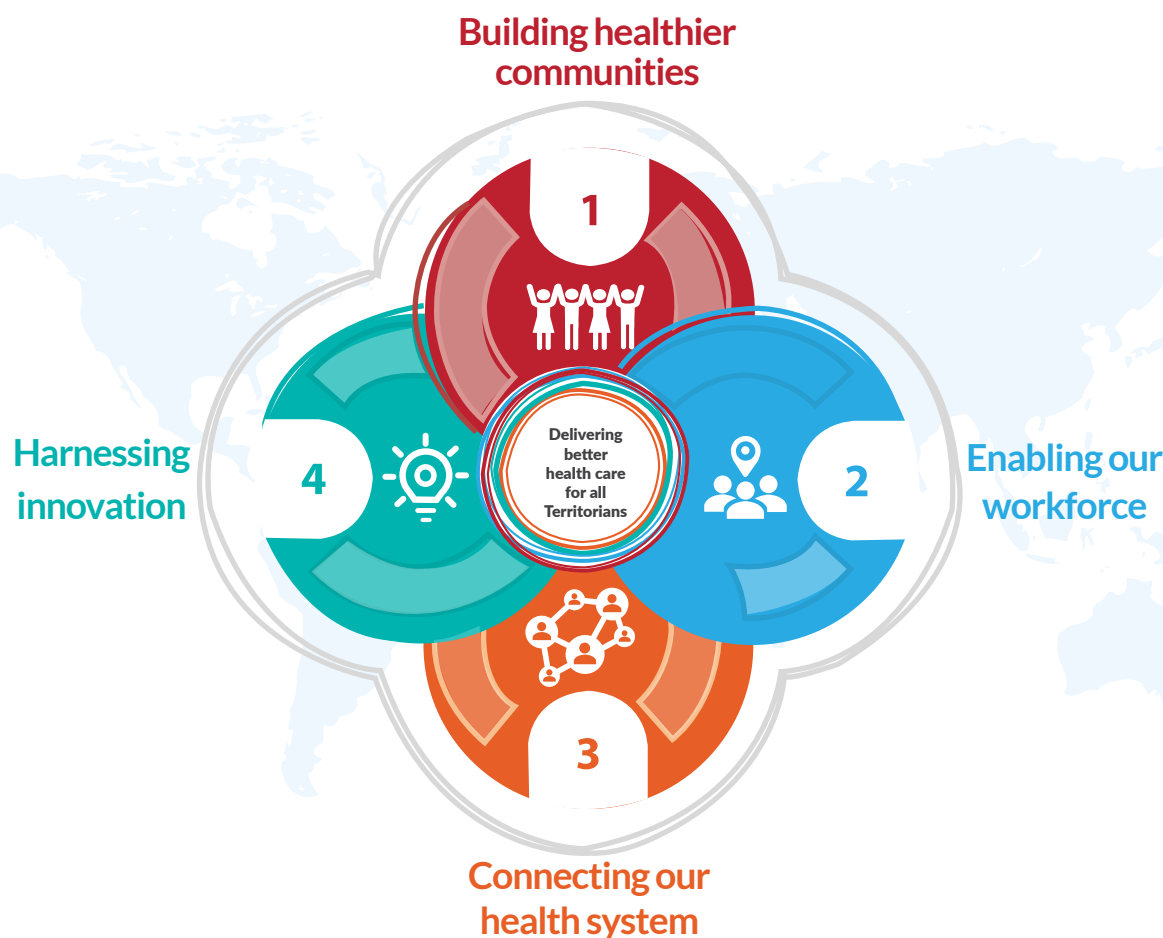 Building healthier
communities
1
Delivering
better
health care
for all
Territorians
Harnessing
innovation
4
2
Enabling our
workforce
3
Connecting our
health system